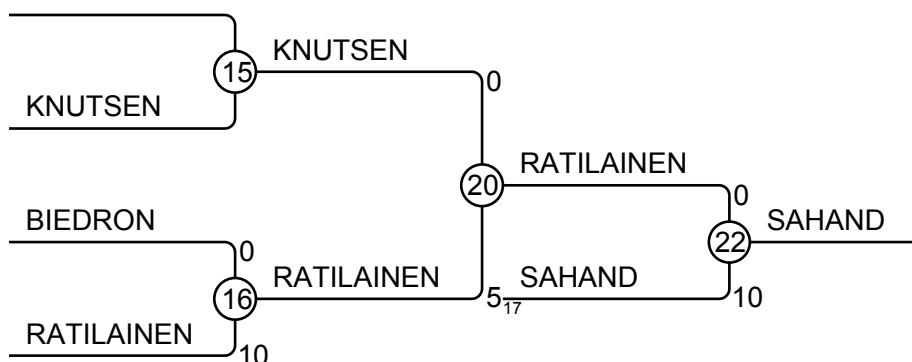 KNUTSEN
15
0
KNUTSEN
RATILAINEN
20
0
BIEDRON
SAHAND
22
0
RATILAINEN
5
17
SAHAND
10
16
RATILAINEN
10